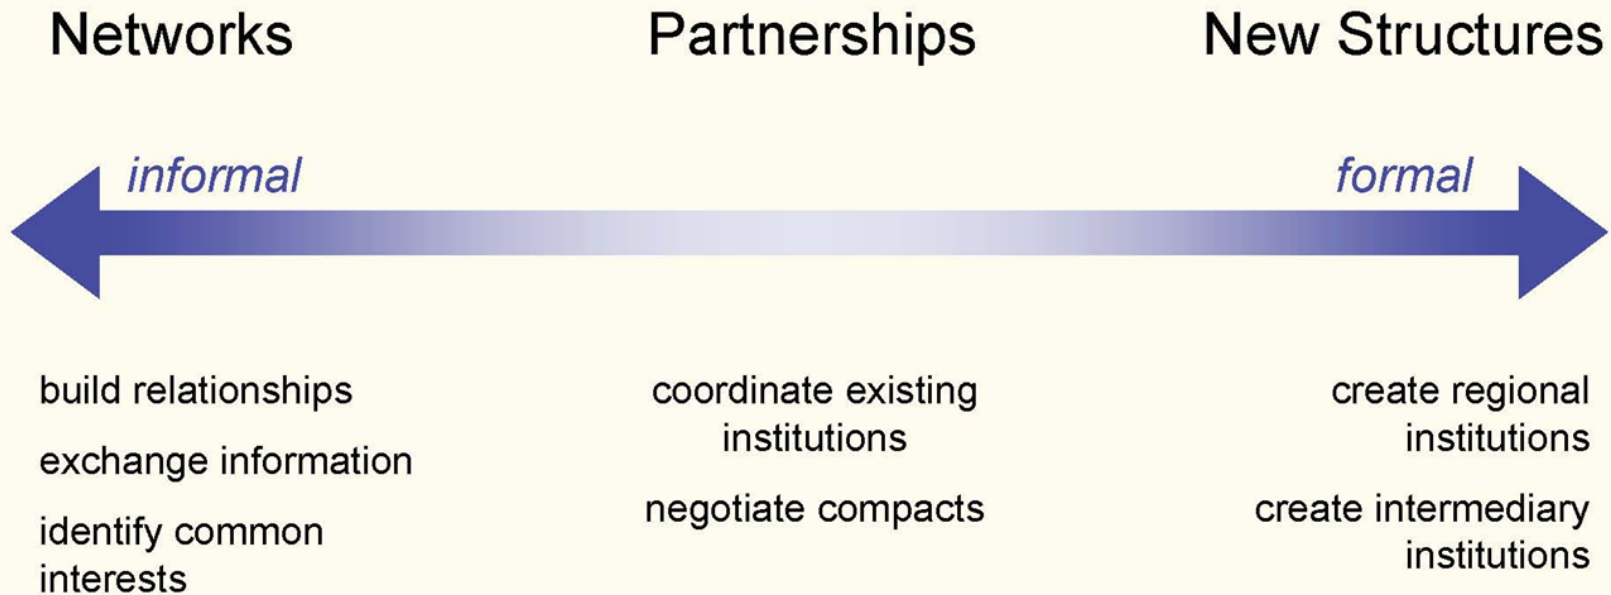 Networks
Partnerships
New Structures
informal
formal
build relationships
exchange information
identify common
interests
coordinate existing
institutions
negotiate compacts
create regional
institutions
create intermediary
institutions